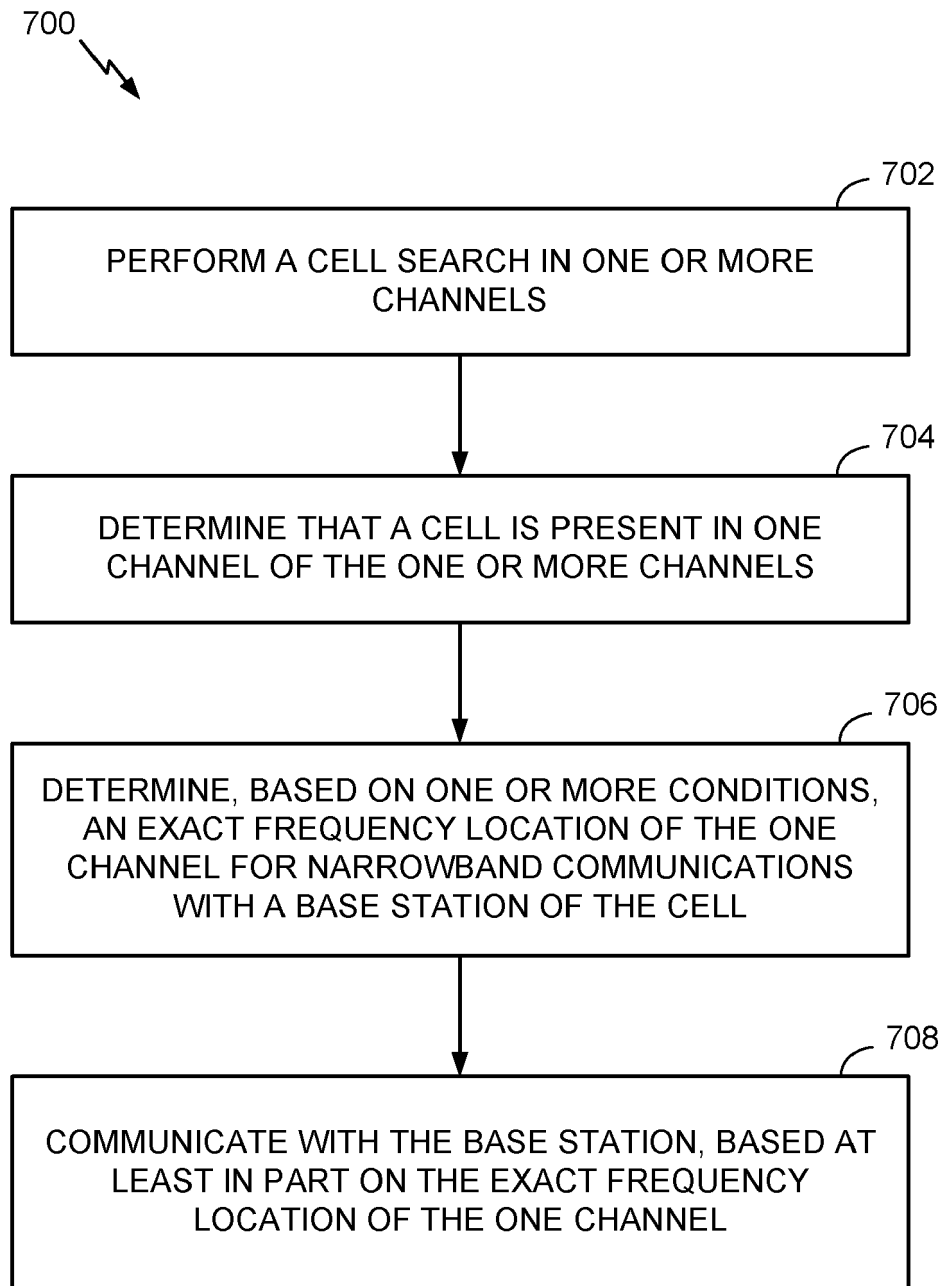 700
702
PERFORM A CELL SEARCH IN ONE OR MORE
CHANNELS
704
DETERMINE THAT A CELL IS PRESENT IN ONE
CHANNEL OF THE ONE OR MORE CHANNELS
706
DETERMINE, BASED ON ONE OR MORE CONDITIONS,
AN EXACT FREQUENCY LOCATION OF THE ONE
CHANNEL FOR NARROWBAND COMMUNICATIONS
WITH A BASE STATION OF THE CELL
708
COMMUNICATE WITH THE BASE STATION, BASED AT
LEAST IN PART ON THE EXACT FREQUENCY
LOCATION OF THE ONE CHANNEL